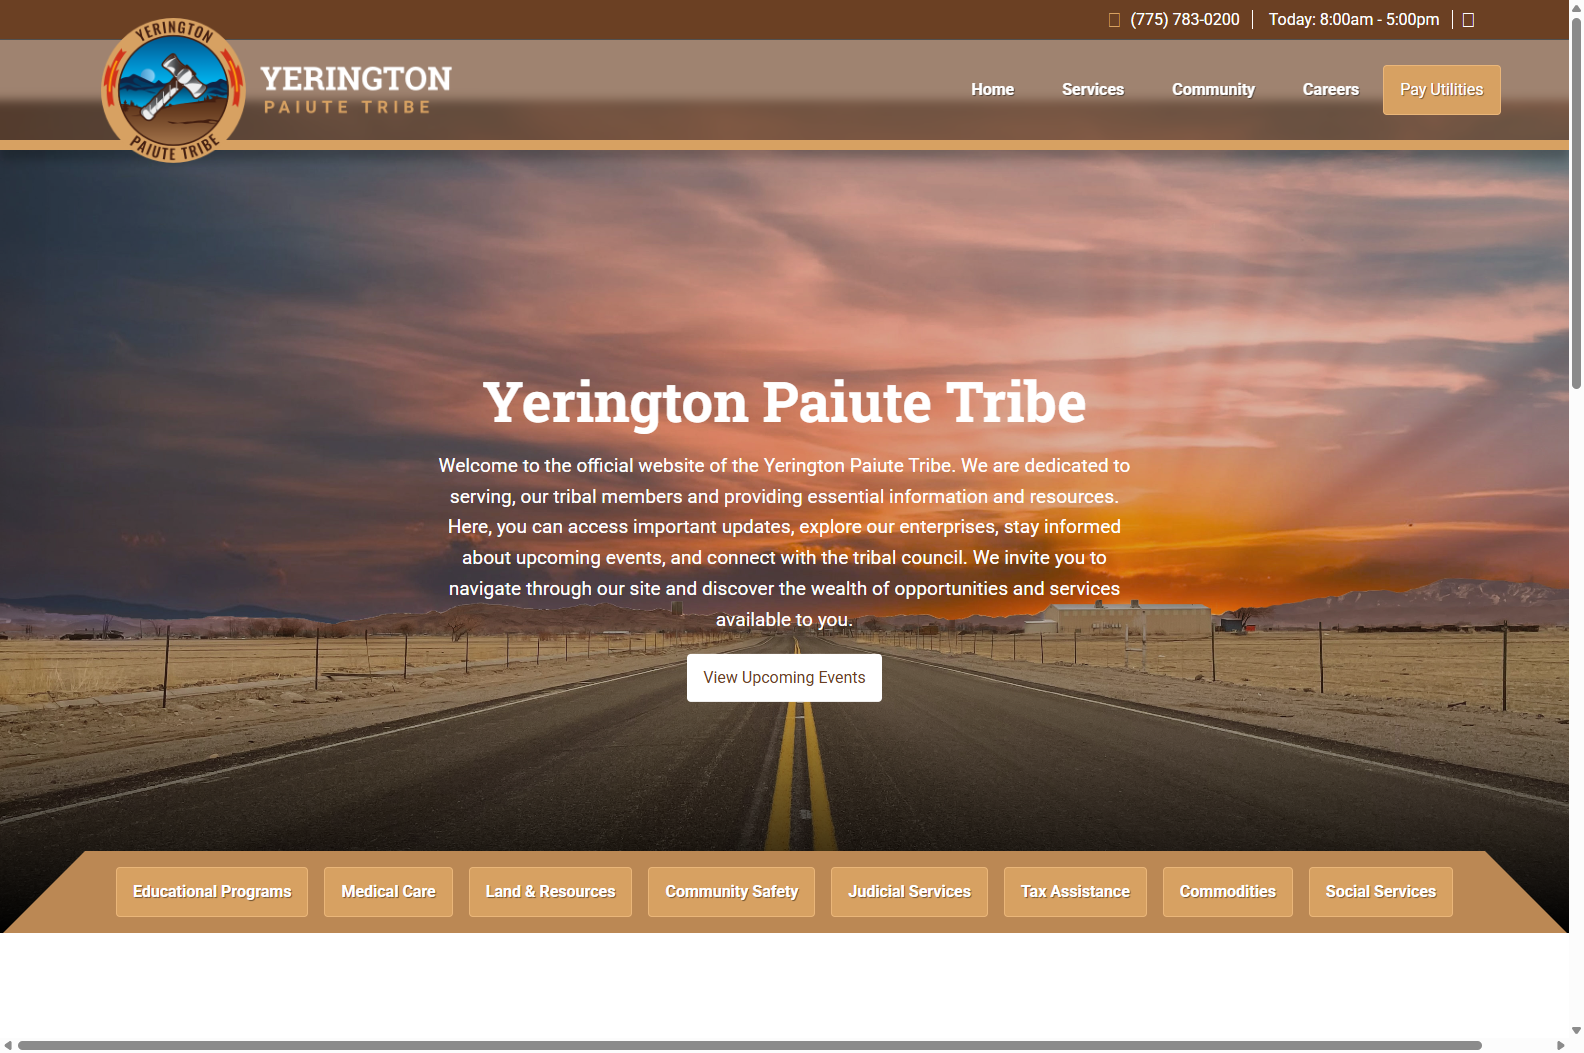 (775) 783-0200
Today: 8:00am - 5:00pm
YERINGTON
PAIUTE TRIBE
YERINGTON
PAIUTE TRIBE
Home
Services
Community
Careers
Pay Utilities
Yerington Paiute Tribe
Welcome to the official website of the Yerington Paiute Tribe. We are dedicated to
serving, our tribal members and providing essential information and resources.
Here, you can access important updates, explore our enterprises, stay informed
about upcoming events, and connect with the tribal council. We invite you to
navigate through our site and discover the wealth of opportunities and services
available to you.
View Upcoming Events
Educational Programs
Medical Care
Land & Resources
Community Safety
Judicial Services
Tax Assistance
Commodities
Social Services